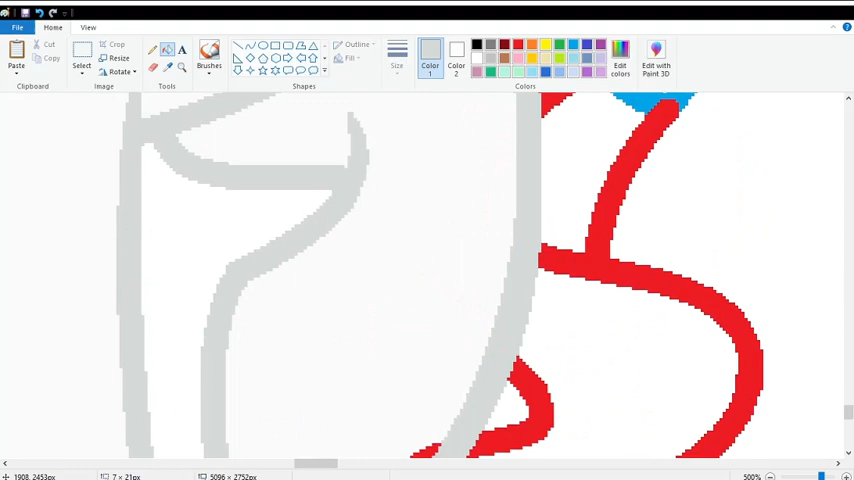 File Home View
Cut
Copy
Paste
Clipboard
Select
Crop
Resize
Rotate
Image
Tools
Brushes
Outline
Fill
Shapes
Size
Color 1
Color 2
Edit colors
Colors
Edit with Paint 3D
1908, 2453px 7 × 21px 5096 × 2752px 500%